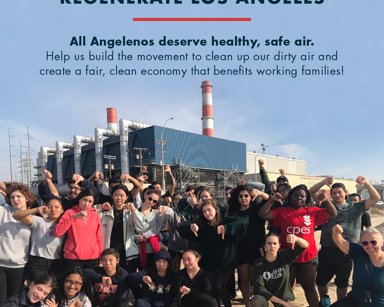 REGENERATE LOS ANGELES
All Angelenos deserve healthy, safe air.
Help us build the movement to clean up our dirty air and
create a fair, clean economy that benefits working families!
cpes